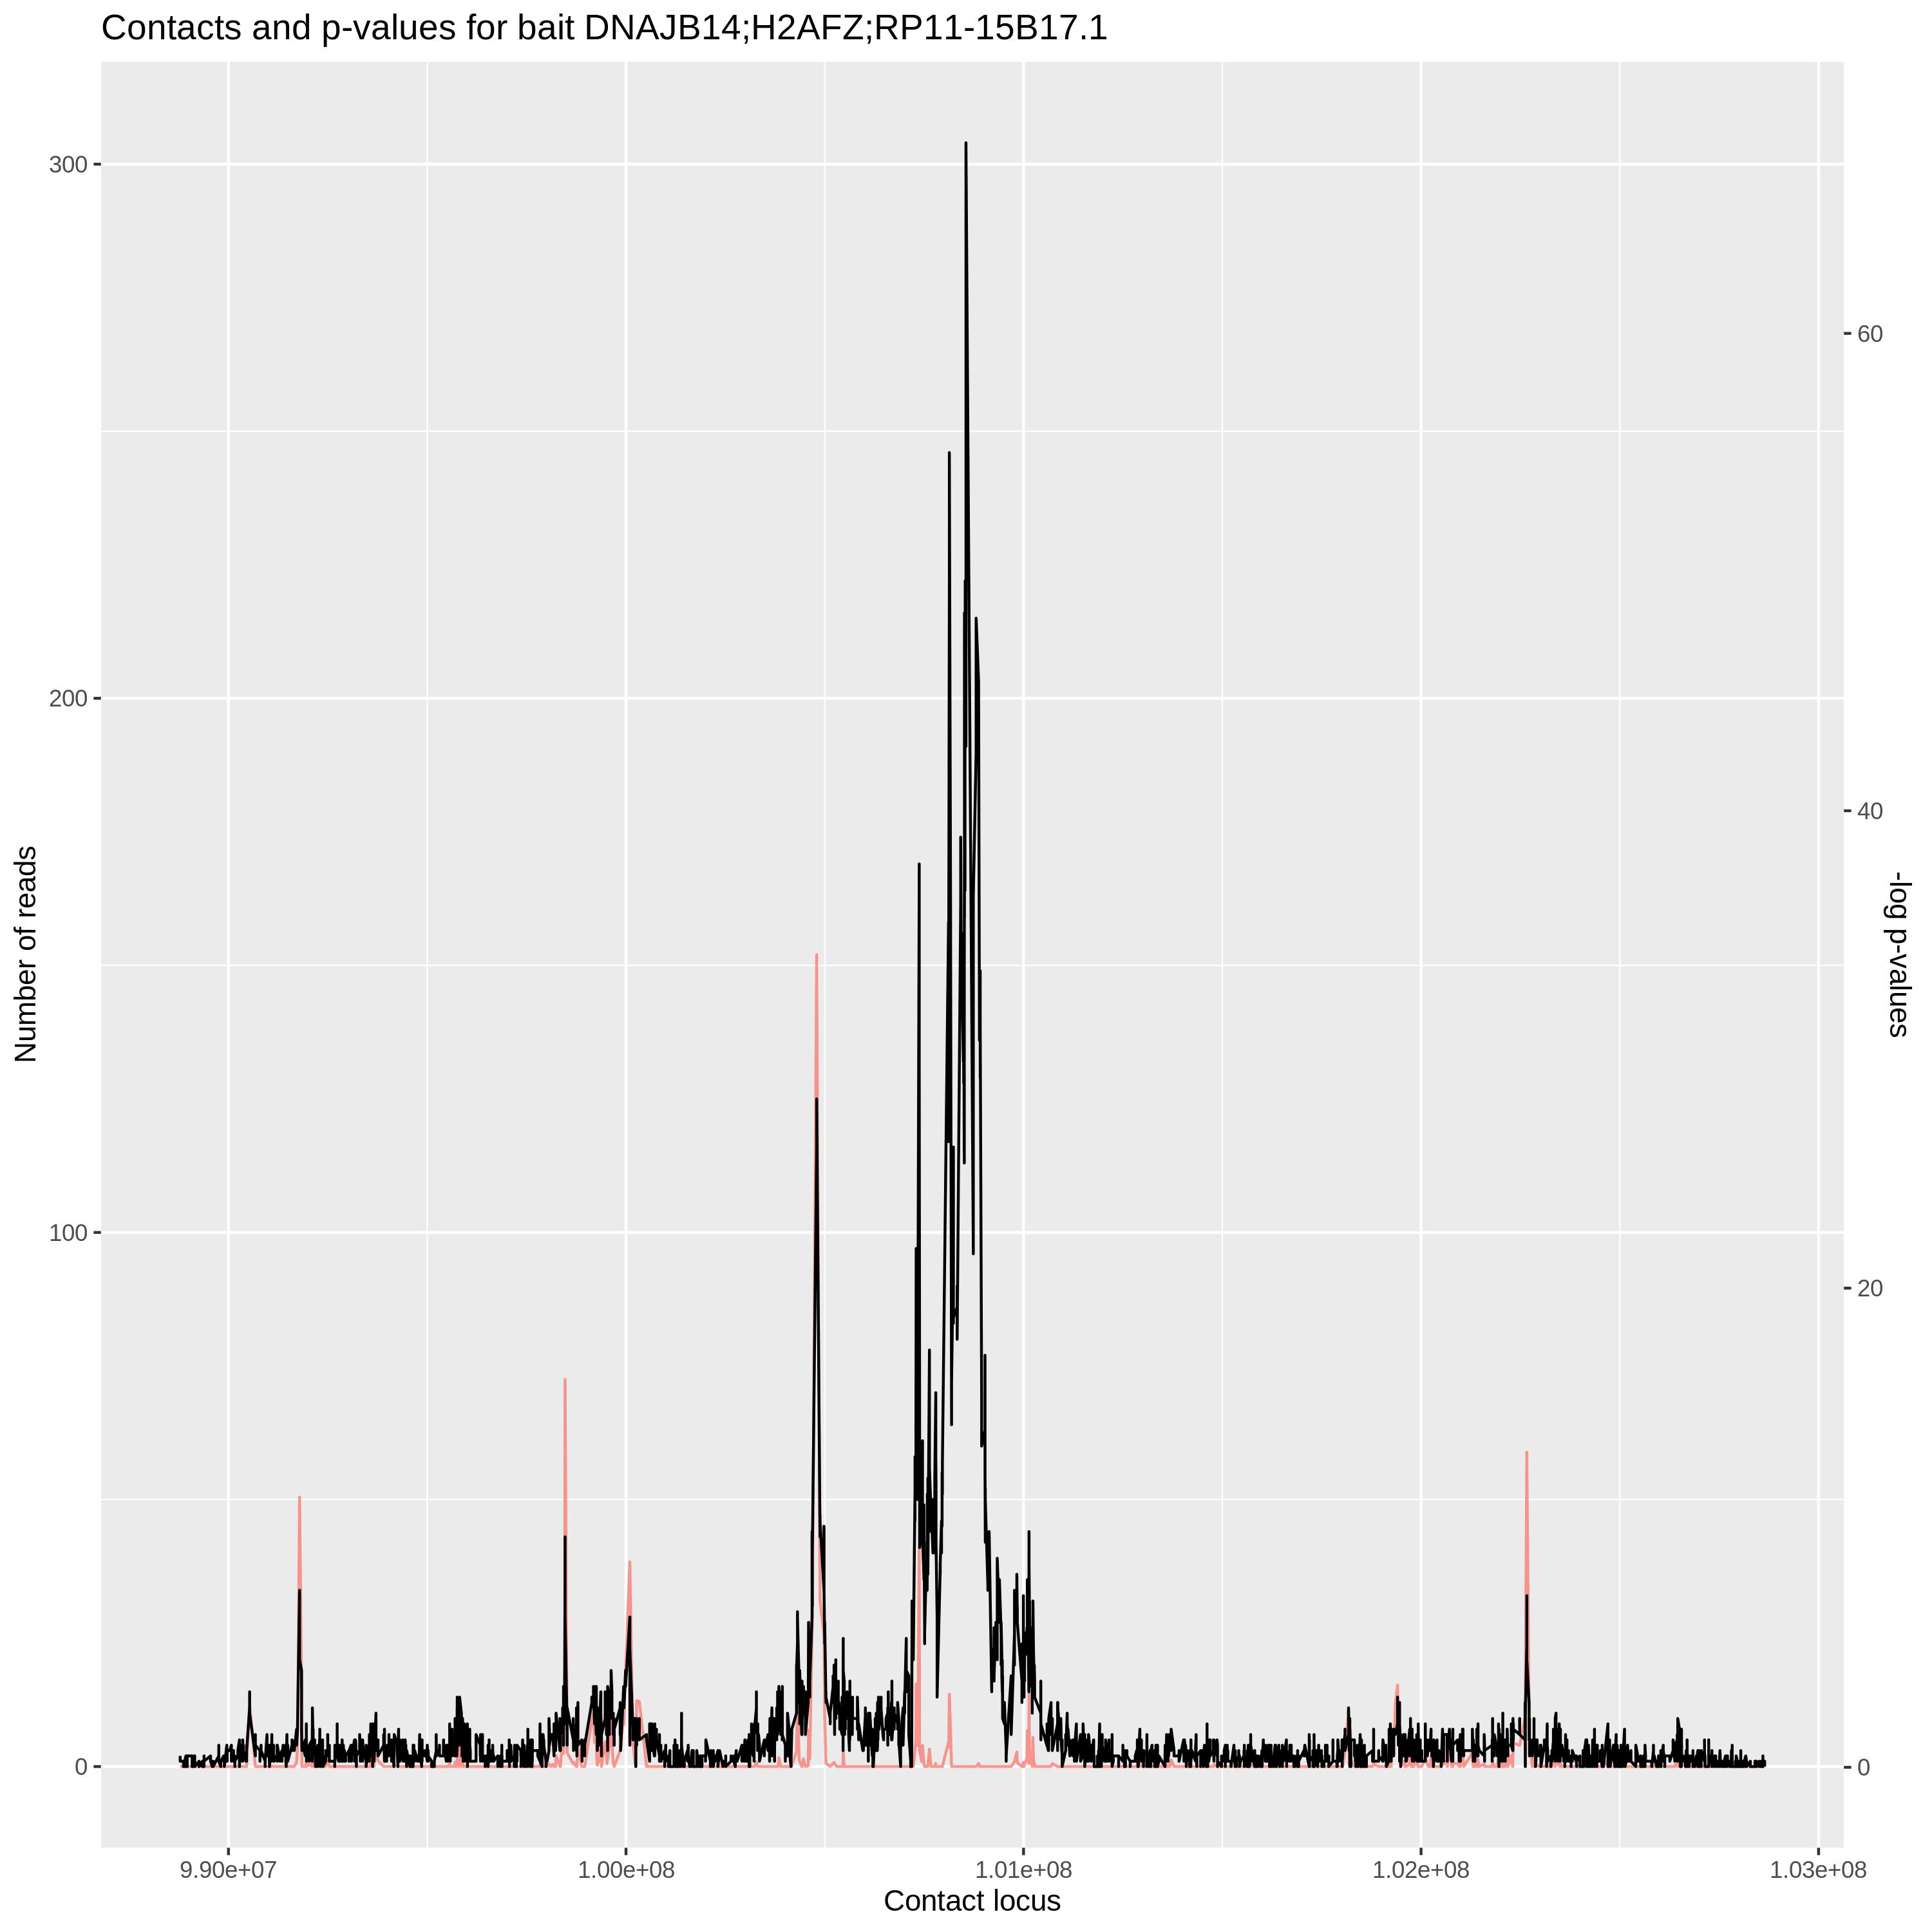 Contacts and p-values for bait DNAJB14;H2AFZ;RP11-15B17.1
300
200
100
0
Number of reads
60
40
20
0
-log p-values
9.90e+07
1.00e+08
1.01e+08
1.02e+08
1.03e+08
Contact locus